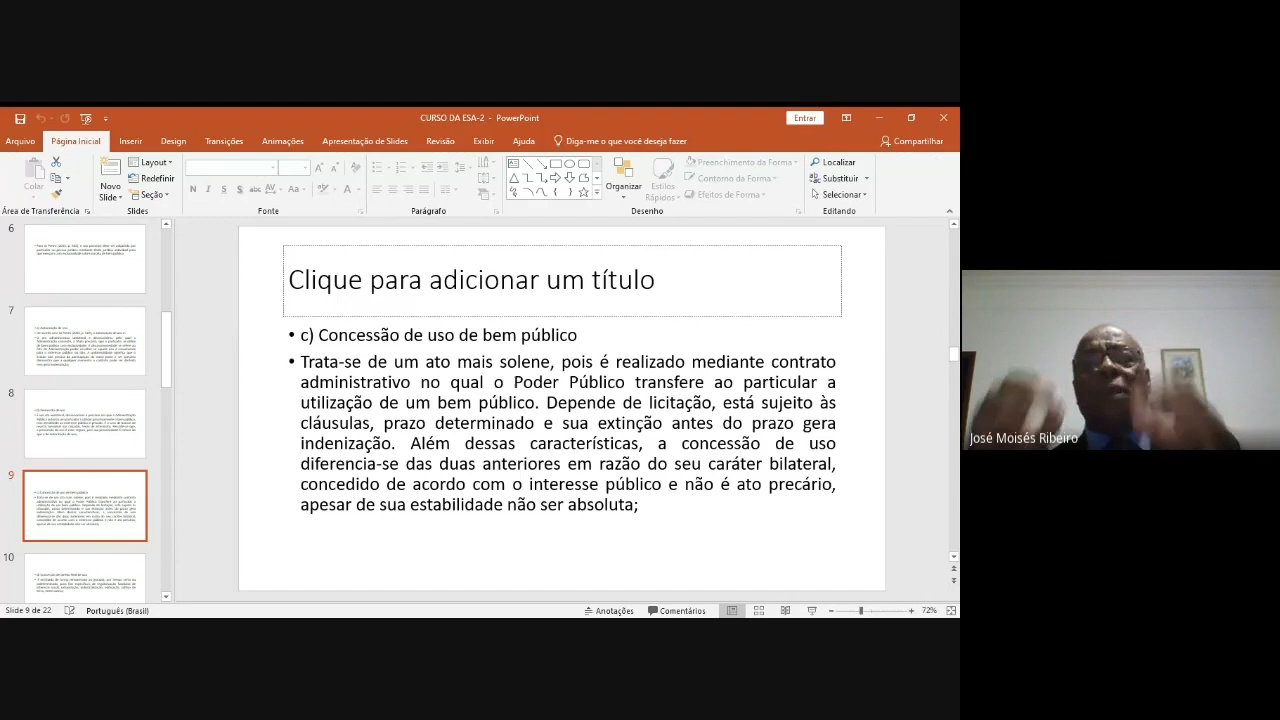 CURSO DA ESA-2 - PowerPoint
Entrar
Arquivo Página Inicial Inserir Design Transições Animações Apresentação de Slides Revisão Exibir Ajuda Diga-me o que você deseja fazer Compartilhar
Colar
Novo Slide
Layout
Redefinir
Seção
N I S S abc AV Aa A
Organizar
Estilos Rápidos
Preenchimento da Forma
Contorno da Forma
Efeitos de Forma
Localizar
Substituir
Selecionar
Área de Transferência Slides Fonte Parágrafo Desenho Editando
6
7
8
9
10
Clique para adicionar um título
• c) Concessão de uso de bem público
• Trata-se de um ato mais solene, pois é realizado mediante contrato
administrativo no qual o Poder Público transfere ao particular a
utilização de um bem público. Depende de licitação, está sujeito às
cláusulas, prazo determinado e sua extinção antes do prazo gera
indenização. Além dessas características, a concessão de uso
diferencia-se das duas anteriores em razão do seu caráter bilateral,
concedido de acordo com o interesse público e não é ato precário,
apesar de sua estabilidade não ser absoluta;
José Moisés Ribeiro
Slide 9 de 22 Português (Brasil) Anotações Comentários 72%